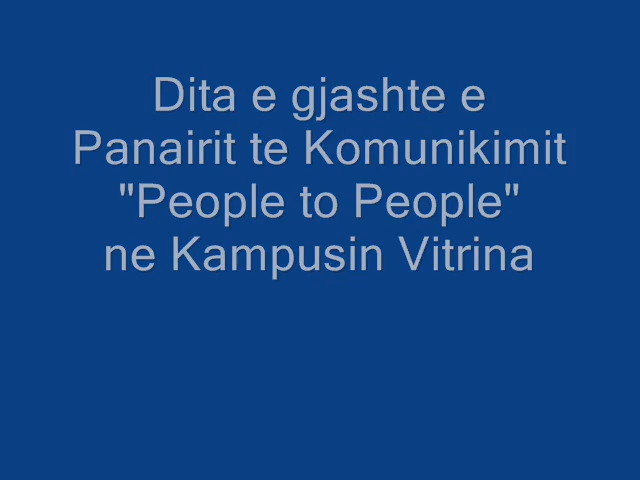 Dita e gjashte e
Panairit te Komunikimit
"People to People"
ne Kampusin Vitrina